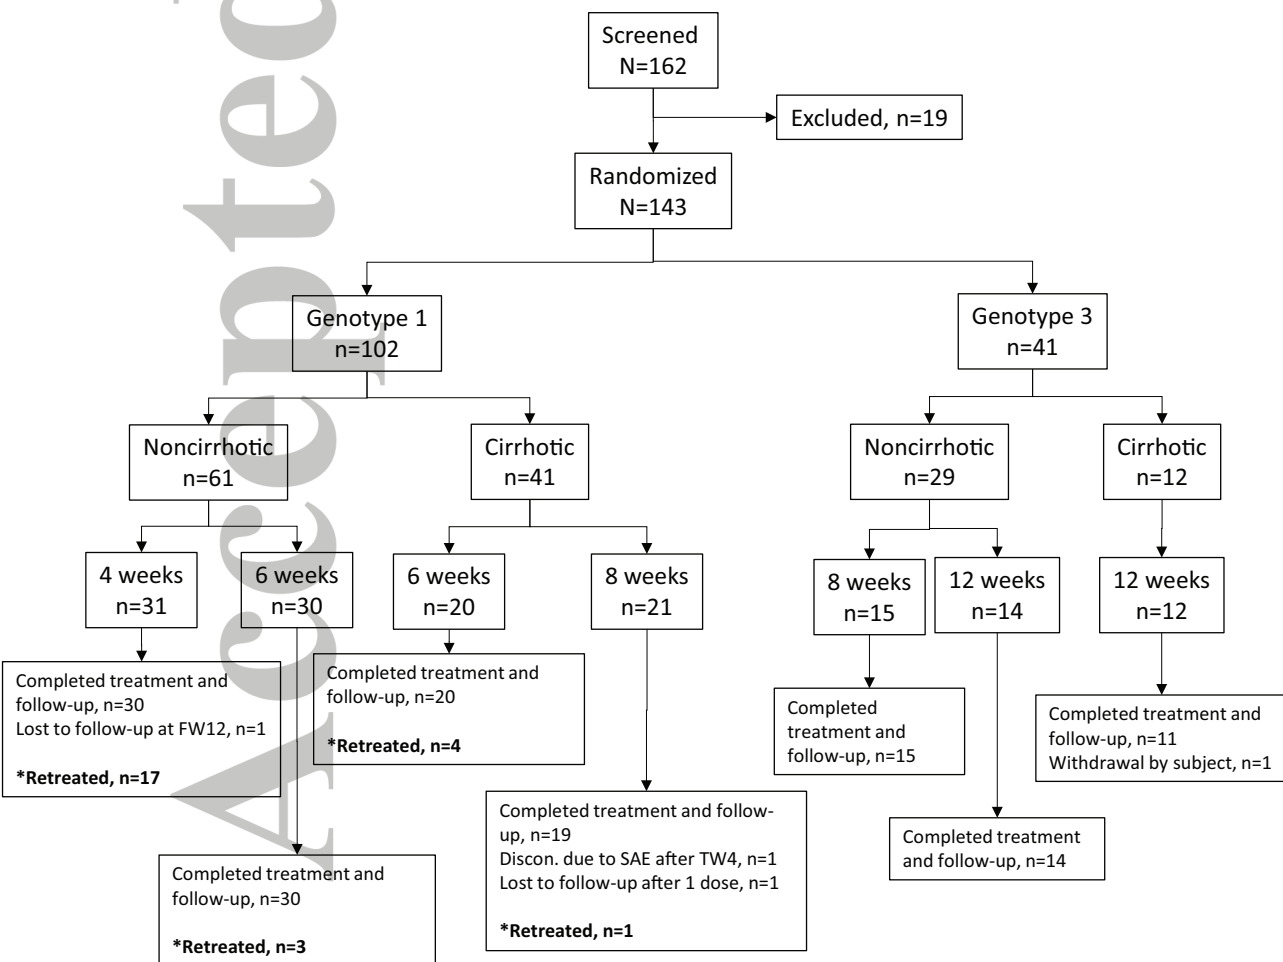 Screened
N=162
Excluded, n=19
Randomized
N=143
Genotype 1
n=102
Genotype 3
n=41
Noncirrhotic
n=61
Cirrhotic
n=41
Noncirrhotic
n=29
Cirrhotic
n=12
4 weeks
n=31
6 weeks
n=30
6 weeks
n=20
8 weeks
n=21
8 weeks
n=15
12 weeks
n=14
12 weeks
n=12
Completed treatment and
follow-up, n=30
Lost to follow-up at FW12, n=1
*Retreated, n=17
Completed treatment and
follow-up, n=30
*Retreated, n=3
Completed treatment and
follow-up, n=20
*Retreated, n=4
Completed treatment and follow-
up, n=19
Discon. due to SAE after TW4, n=1
Lost to follow-up after 1 dose, n=1
*Retreated, n=1
Completed
treatment and
follow-up, n=15
Completed treatment
and follow-up, n=14
Completed treatment and
follow-up, n=11
Withdrawal by subject, n=1
Accepted